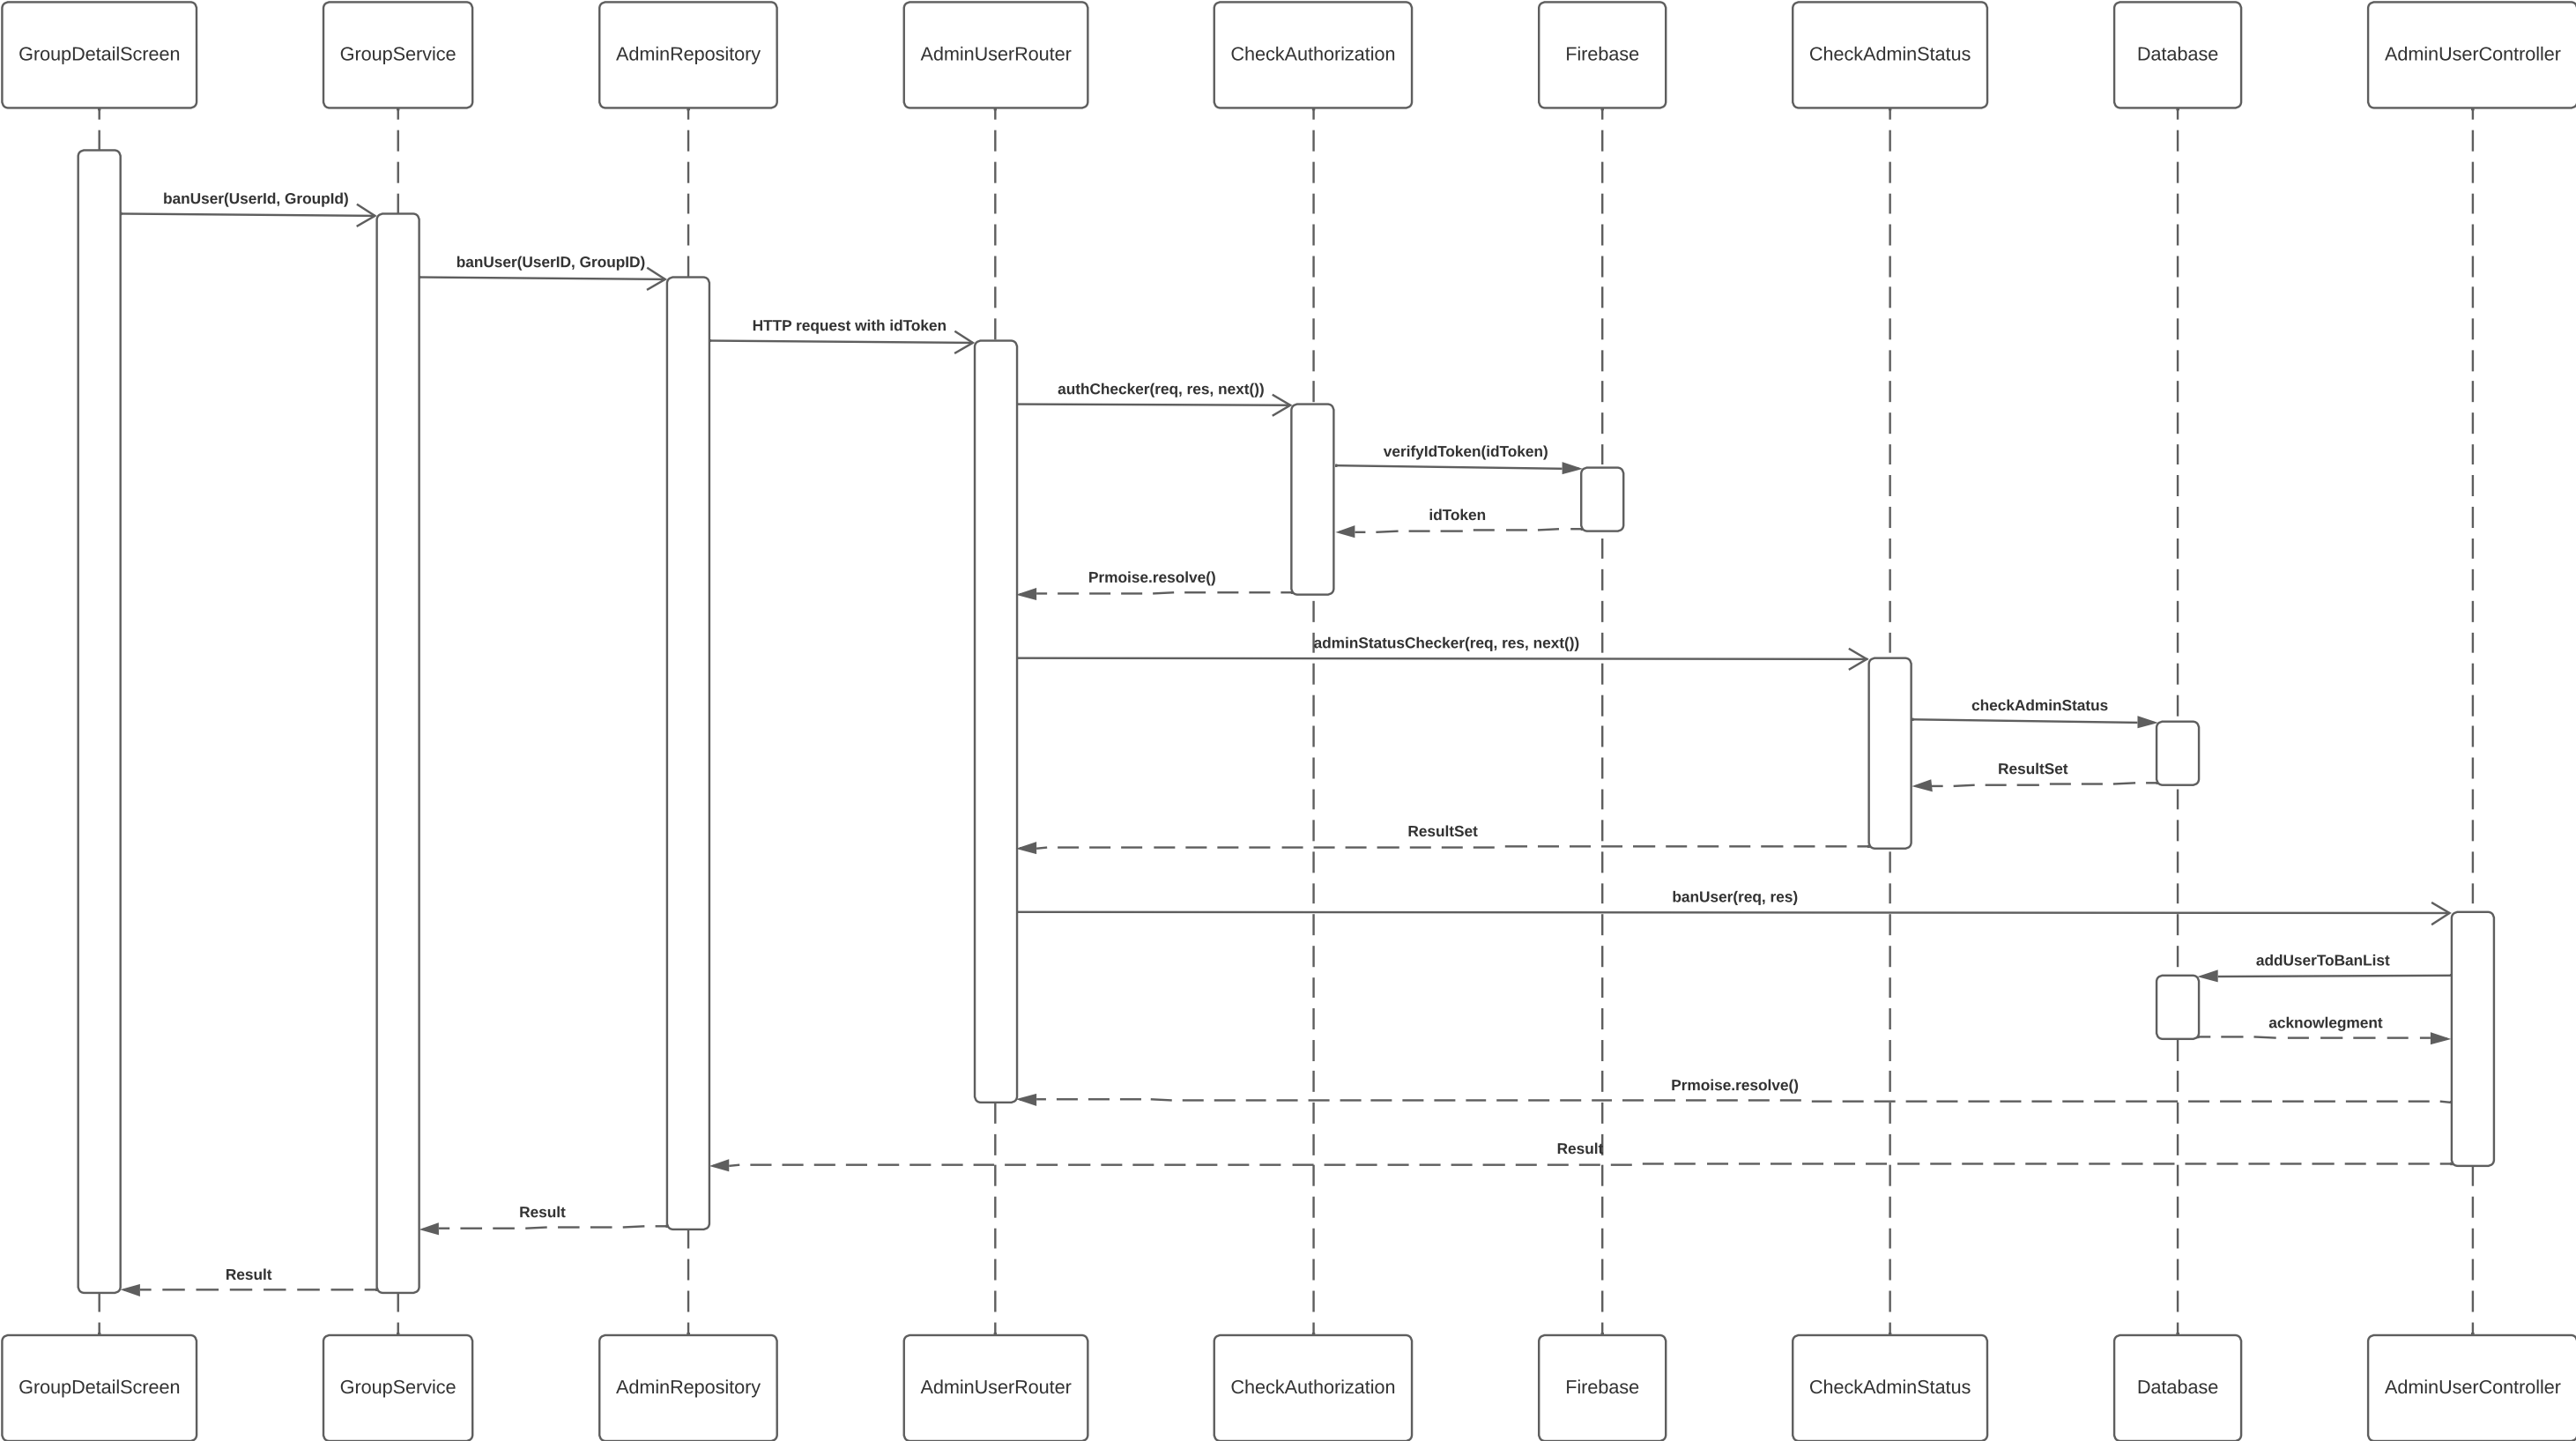 GroupDetailScreen
GroupService
AdminRepository
AdminUserRouter
CheckAuthorization
Firebase
CheckAdminStatus
Database
AdminUserController
banUser(UserId, GroupId)
banUser(UserID, GroupID)
HTTP request with idToken
authChecker(req, res, next())
verifyIdToken(idToken)
idToken
Prmoise.resolve()
adminStatusChecker(req, res, next())
checkAdminStatus
ResultSet
ResultSet
banUser(req, res)
addUserToBanList
acknowlegment
Prmoise.resolve()
Result
Result
Result
GroupDetailScreen
GroupService
AdminRepository
AdminUserRouter
CheckAuthorization
Firebase
CheckAdminStatus
Database
AdminUserController